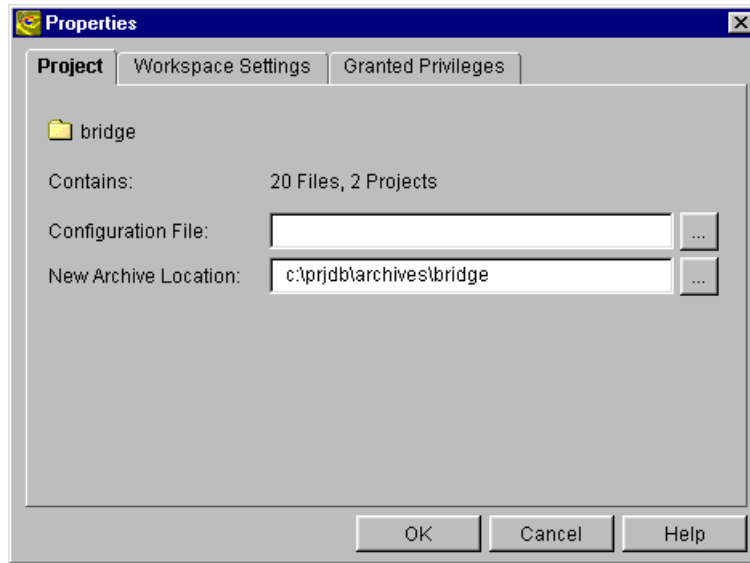 Properties
Project Workspace Settings Granted Privileges
bridge
Contains: 20 Files, 2 Projects
Configuration File: ...
New Archive Location: c:\prjdb\archives\bridge ...
OK Cancel Help